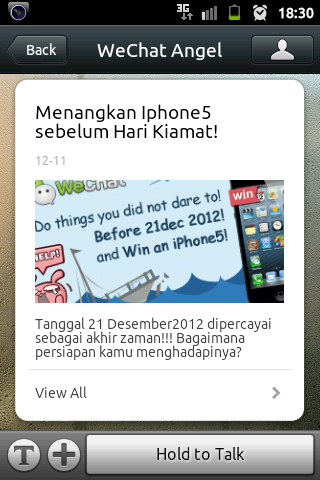 3G 18:30
Back WeChat Angel
Menangkan Iphone5
sebelum Hari Kiamat!
12-11
WeChat
Do things you did not dare to!
Before 21dec 2012!
and Win an iPhone5!
win
HELP!
Tanggal 21 Desember2012 dipercayai
sebagai akhir zaman!!! Bagaimana
persiapan kamu menghadapinya?
View All
T Hold to Talk